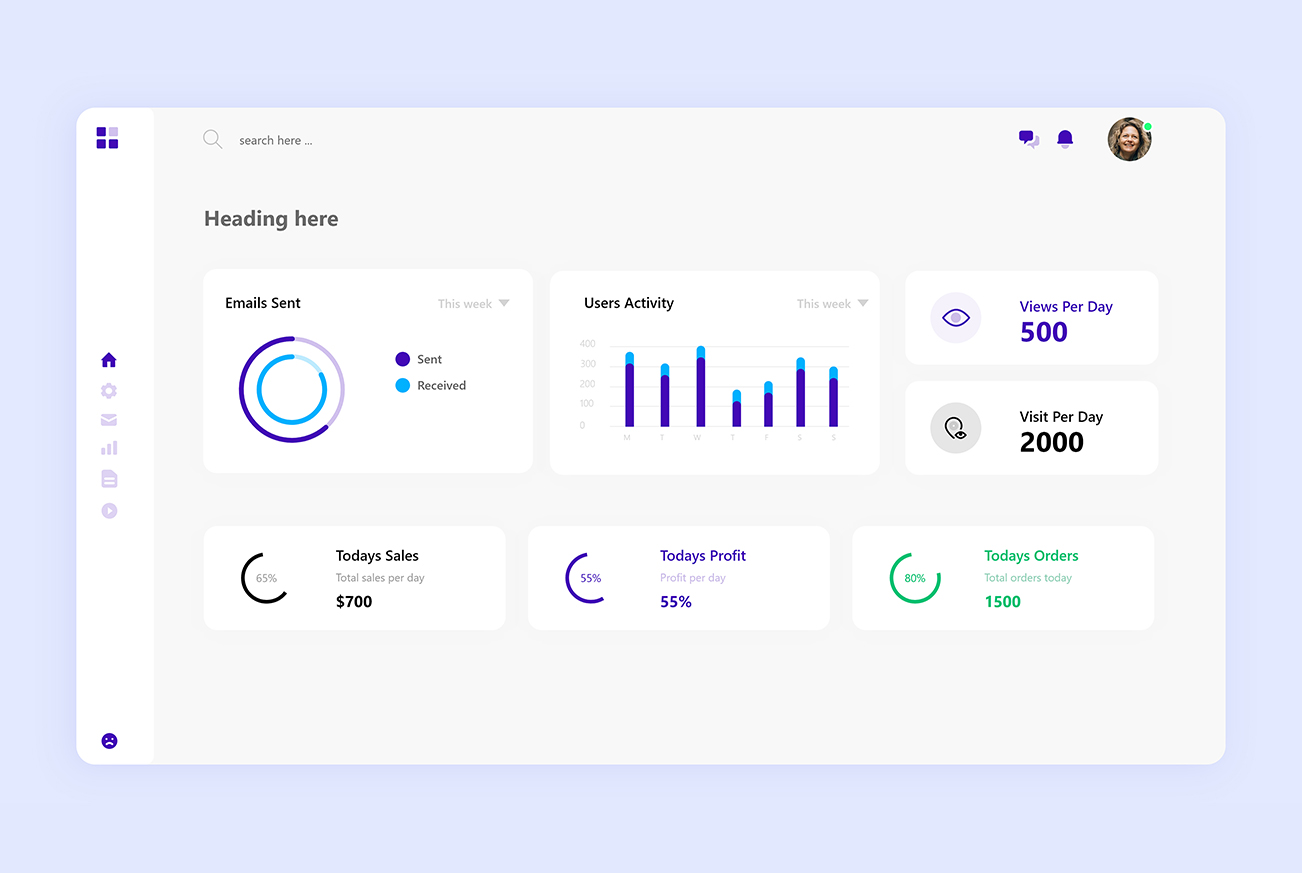 search here ...
Heading here
Emails Sent
This week
Sent
Received
Users Activity
This week
400
300
200
100
0
M T W T F S S
Views Per Day
500
Visit Per Day
2000
65%
Todays Sales
Total sales per day
$700
55%
Todays Profit
Profit per day
55%
80%
Todays Orders
Total orders today
1500